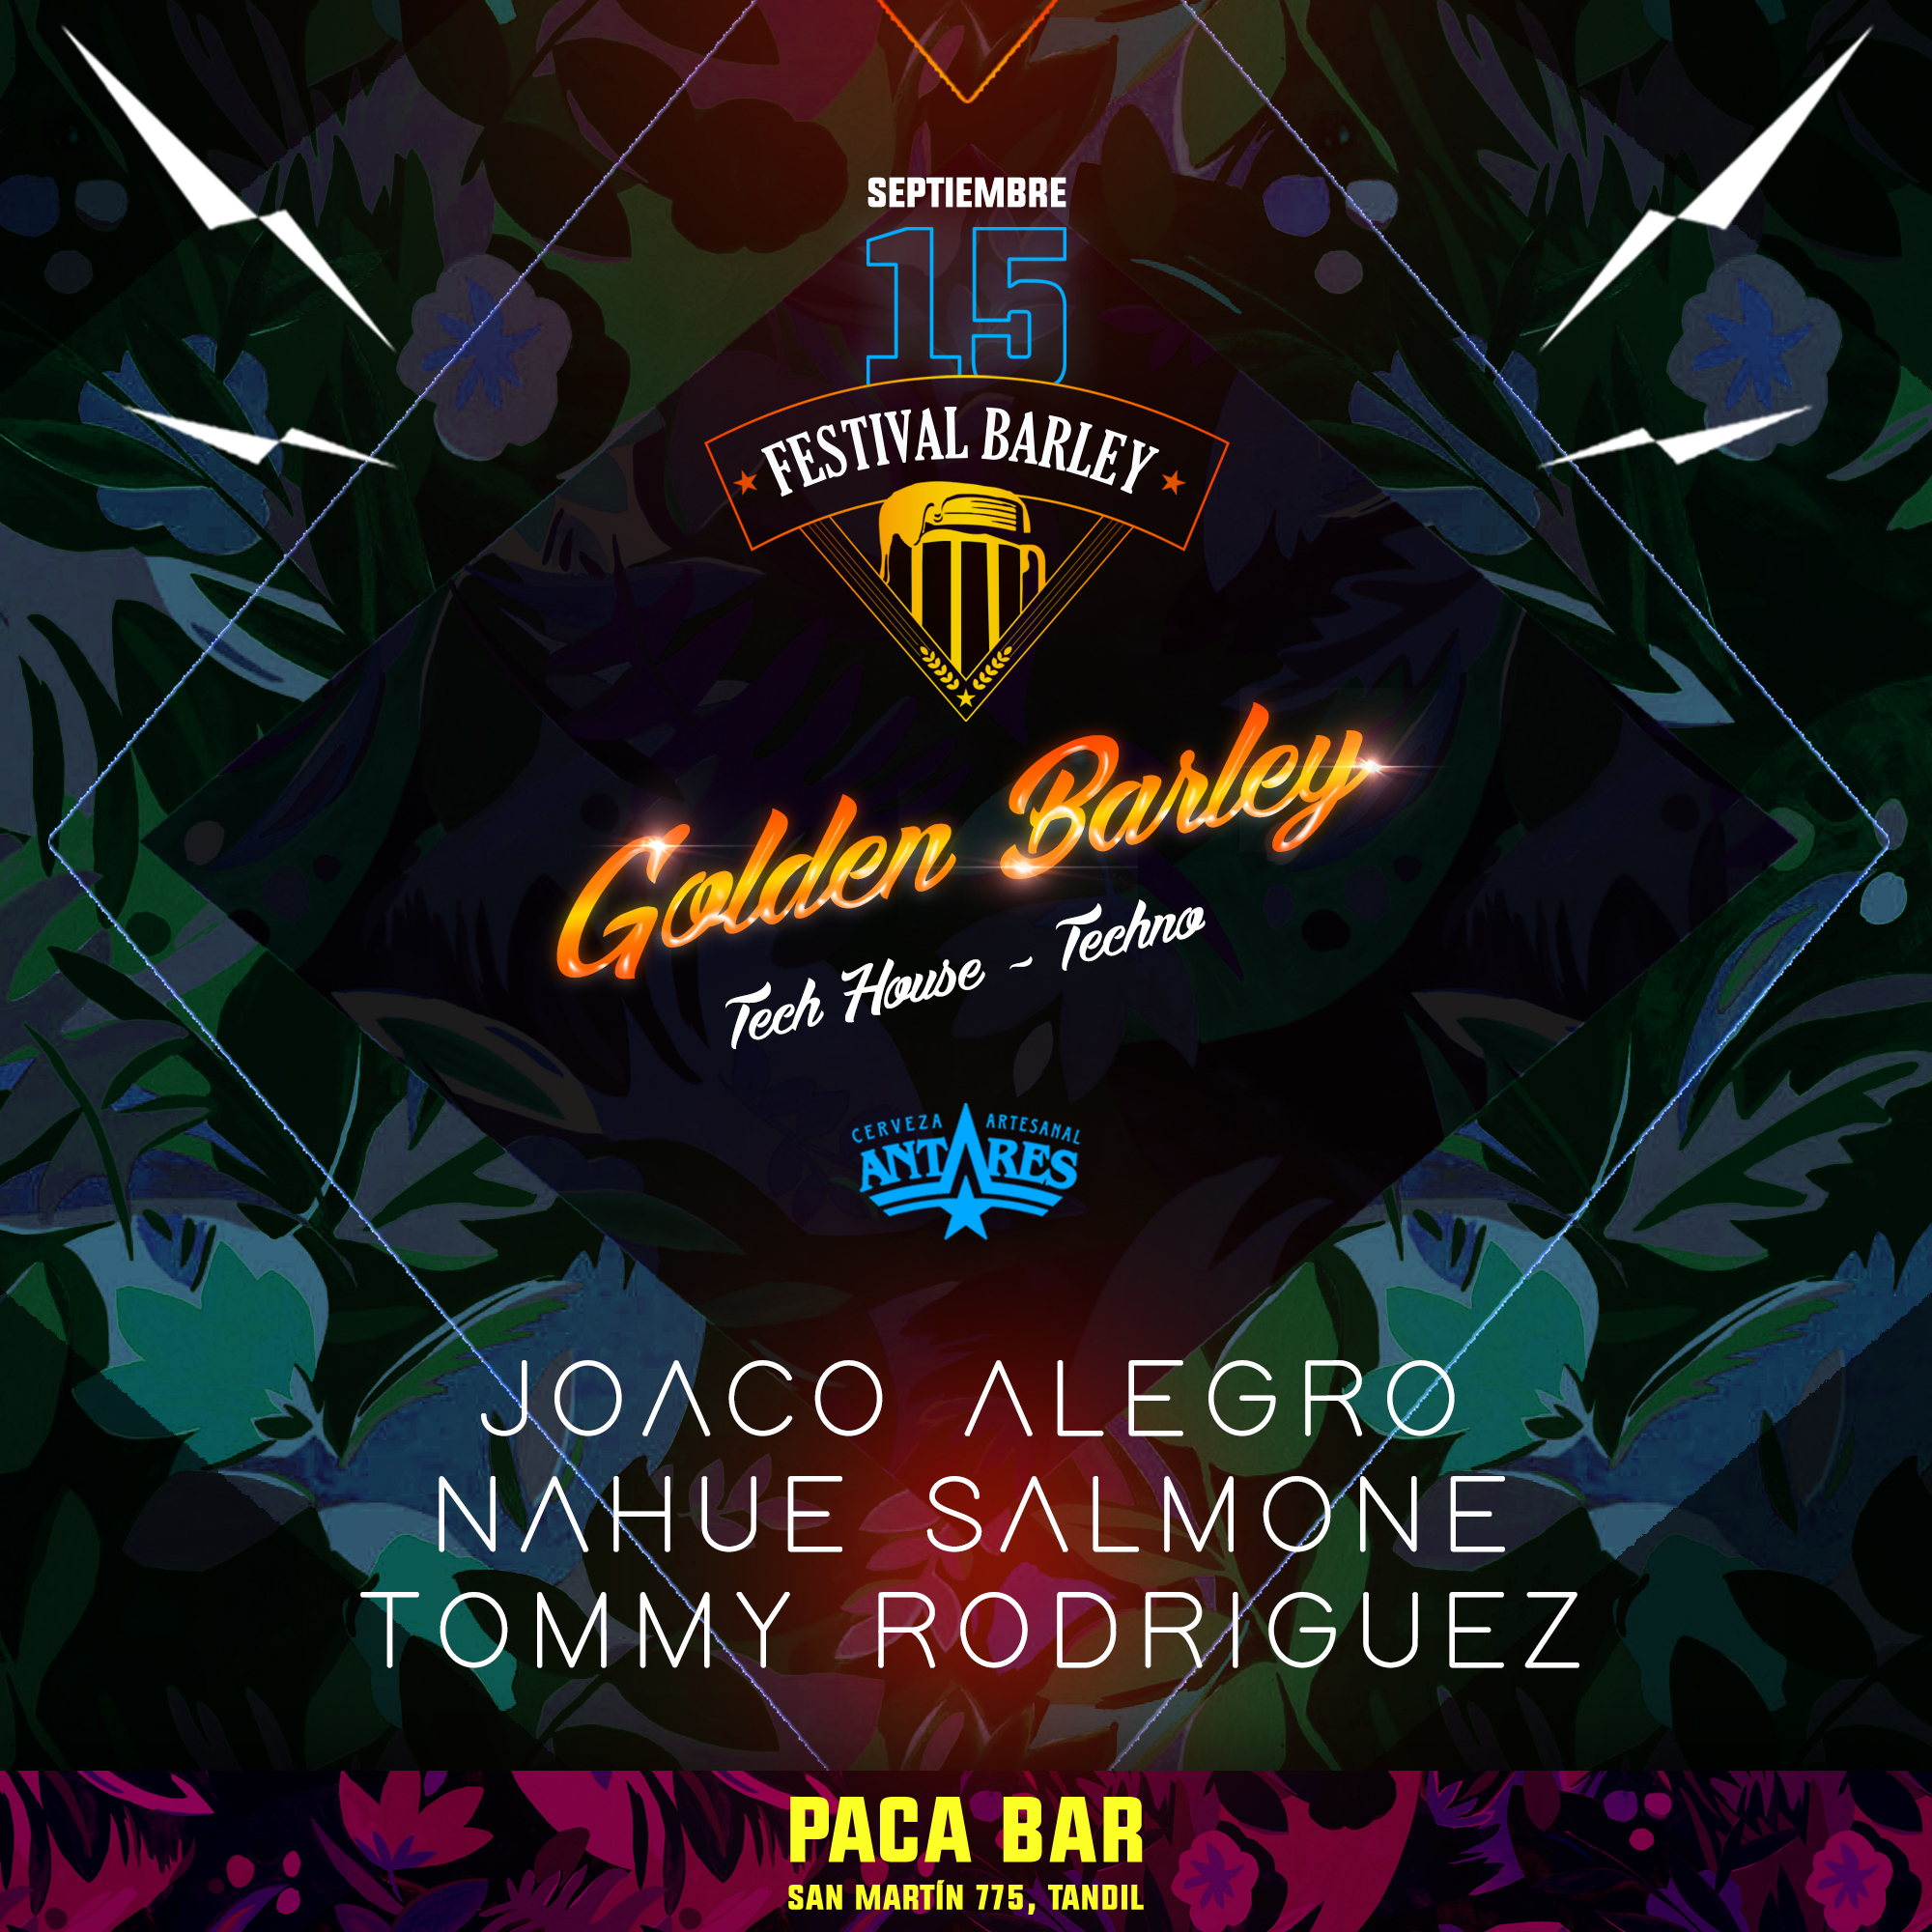 SEPTIEMBRE
15
FESTIVAL BARLEY
Golden Barley
Tech House - Techno
CERVEZA ARTESANAL
ANTARES
JOACO ALEGRO
NAHUE SALMONE
TOMMY RODRIGUEZ
PACA BAR
SAN MARTÍN 775, TANDIL